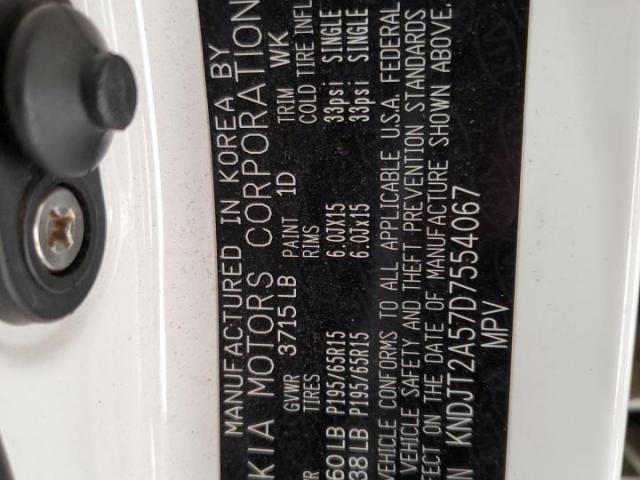 MANUFACTURED IN KOREA BY
KIA MOTORS CORPORATION
GVWR PAINT TRIM
3715 LB 1D WK
TIRES RIMS COLD TIRE INFL
60 LB P195/65R15 6.0JX15 33psi SINGLE
38 LB P195/65R15 6.0JX15 33psi SINGLE
VEHICLE CONFORMS TO ALL APPLICABLE U.S.A. FEDERAL
VEHICLE SAFETY AND THEFT PREVENTION STANDARDS
FECT ON THE DATE OF MANUFACTURE SHOWN ABOVE.
N KNDJT2A57D7554067
MPV